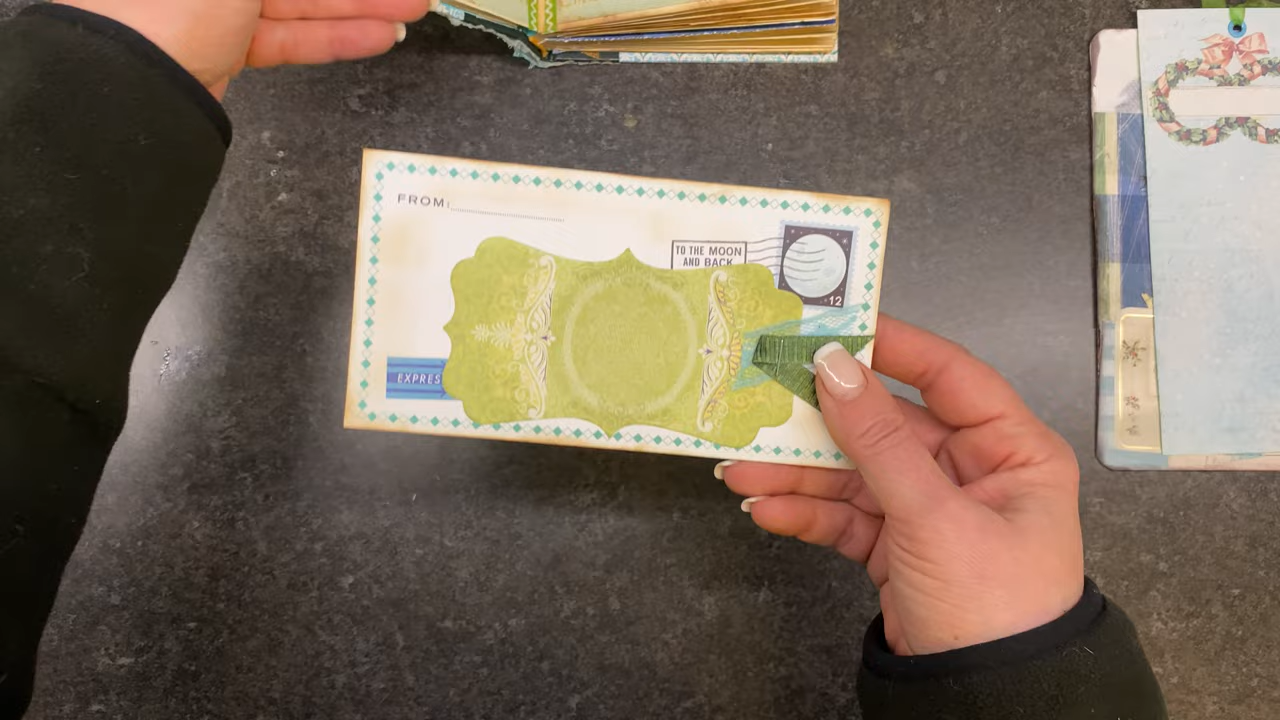 FROM:
TO THE MOON
AND BACK
12
EXPRES